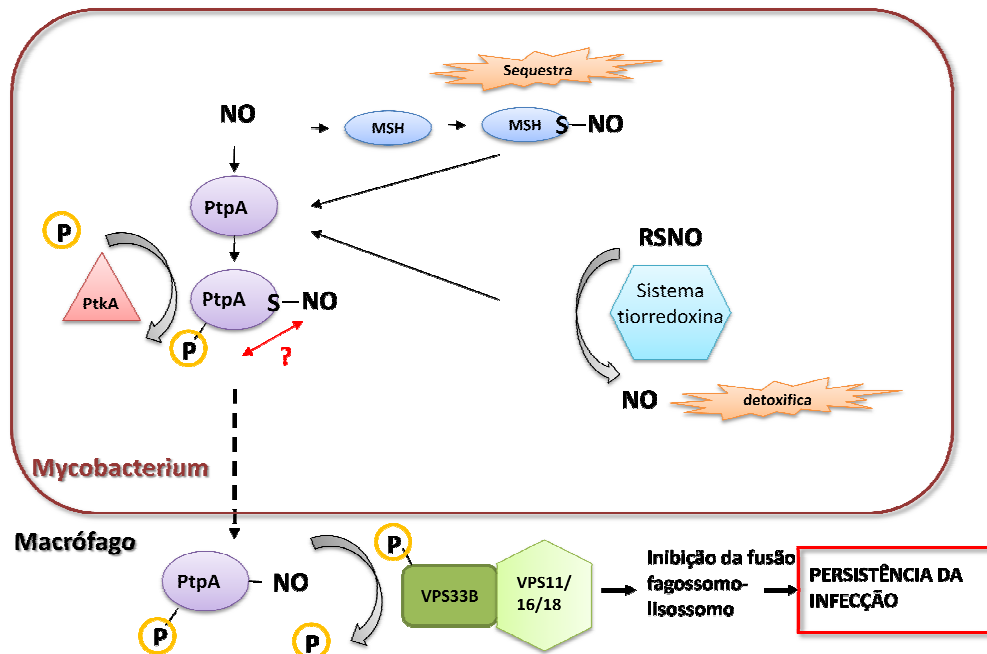 Sequestra
NO
MSH
MSH S–NO
PtpA
P
RSNO
PtkA
PtpA S–NO
Sistema
tiorredoxina
P
?
NO
detoxifica
Mycobacterium
Macrófago
P
PtpA – NO
VPS33B
VPS11/
16/18
Inibição da fusão
fagossomo-
lisossomo
PERSISTÊNCIA DA
INFECÇÃO
P
P